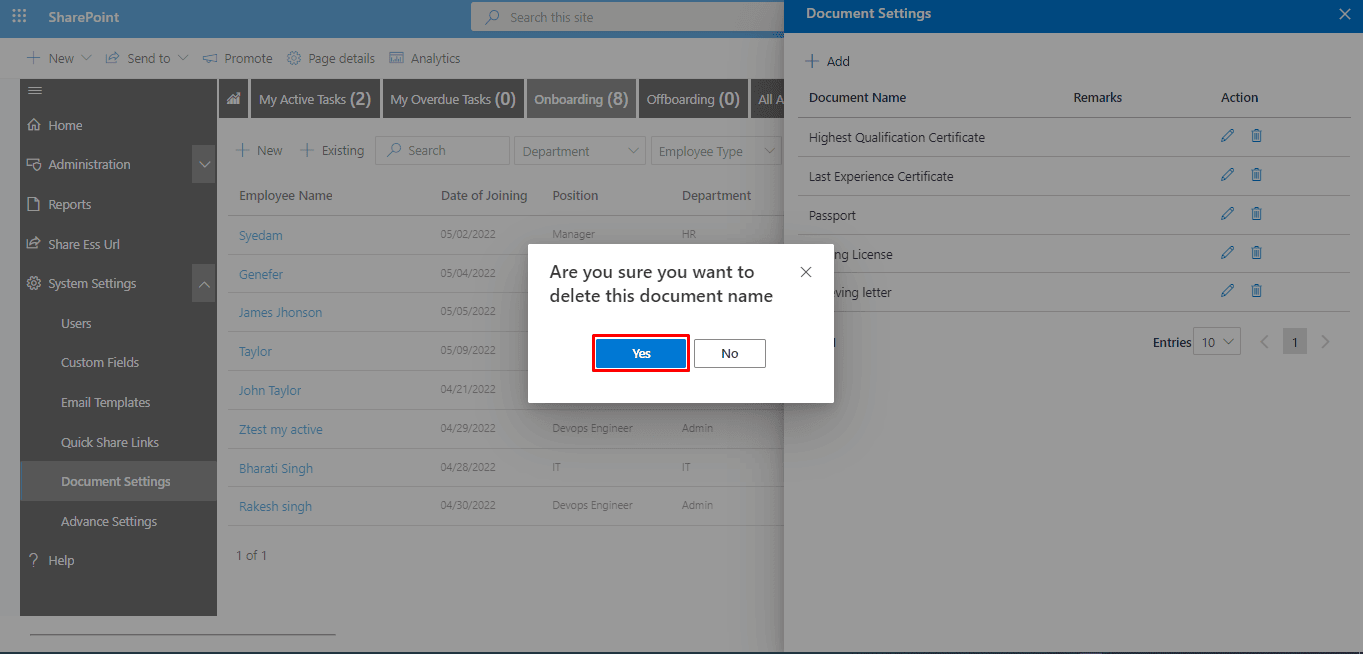 SharePoint
Search this site
Document Settings
New
Send to
Promote
Page details
Analytics
Add
My Active Tasks (2)
My Overdue Tasks (0)
Onboarding (8)
Offboarding (0)
All A
Document Name Remarks Action
Home
Administration
Reports
Share Ess Url
System Settings
Users
Custom Fields
Email Templates
Quick Share Links
Document Settings
Advance Settings
Help
New
Existing
Search
Department
Employee Type
Employee Name Date of Joining Position Department
Syedam 05/02/2022 Manager HR
Genefer 05/04/2022
James Jhonson 05/05/2022
Taylor 05/09/2022
John Taylor 04/21/2022
Ztest my active 04/29/2022 Devops Engineer Admin
Bharati Singh 04/28/2022 IT IT
Rakesh singh 04/30/2022 Devops Engineer Admin
1 of 1
Are you sure you want to
delete this document name
Yes
No
Highest Qualification Certificate
Last Experience Certificate
Passport
ng License
ving letter
Entries 10
1